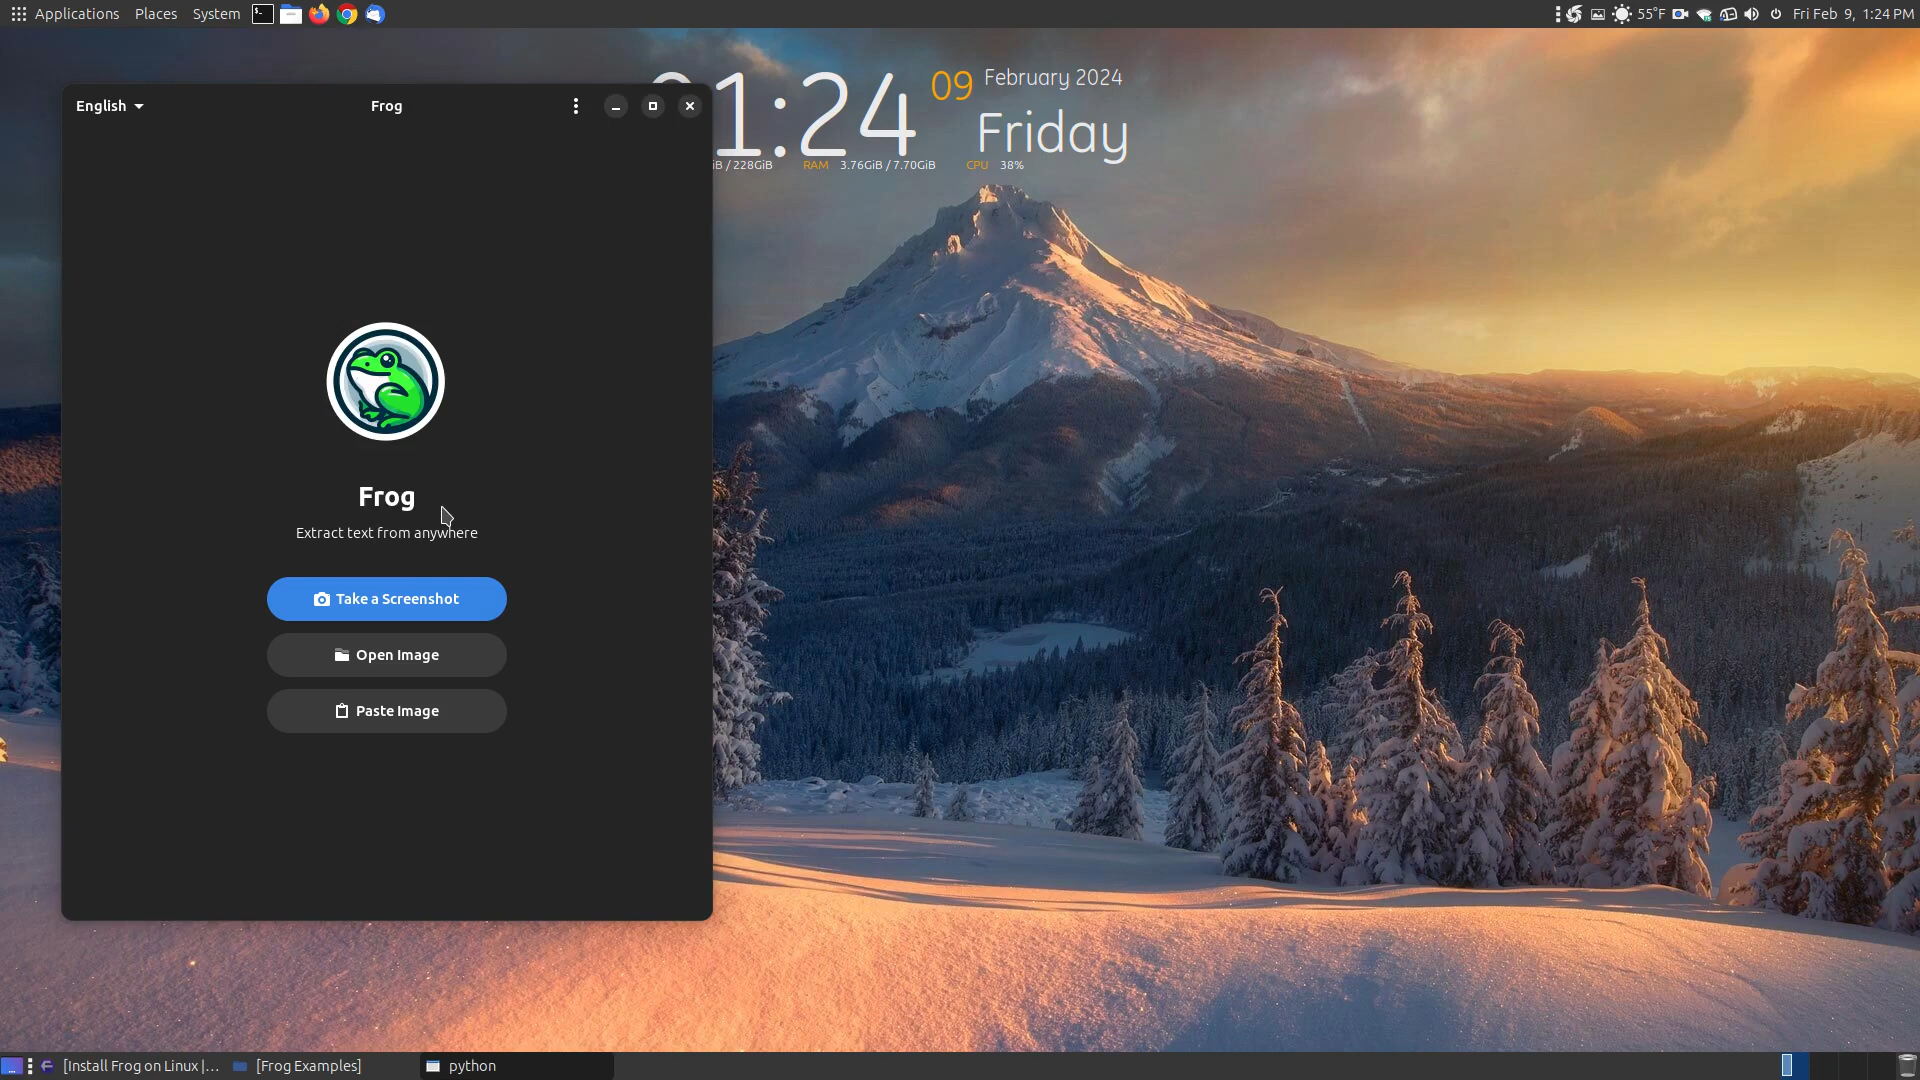 Applications Places System
55°F Fri Feb 9, 1:24 PM
English Frog
1:24 09 February 2024
Friday
iB / 228GiB RAM 3.76GiB / 7.70GiB CPU 38%
Frog
Extract text from anywhere
Take a Screenshot
Open Image
Paste Image
[Install Frog on Linux |... [Frog Examples] python